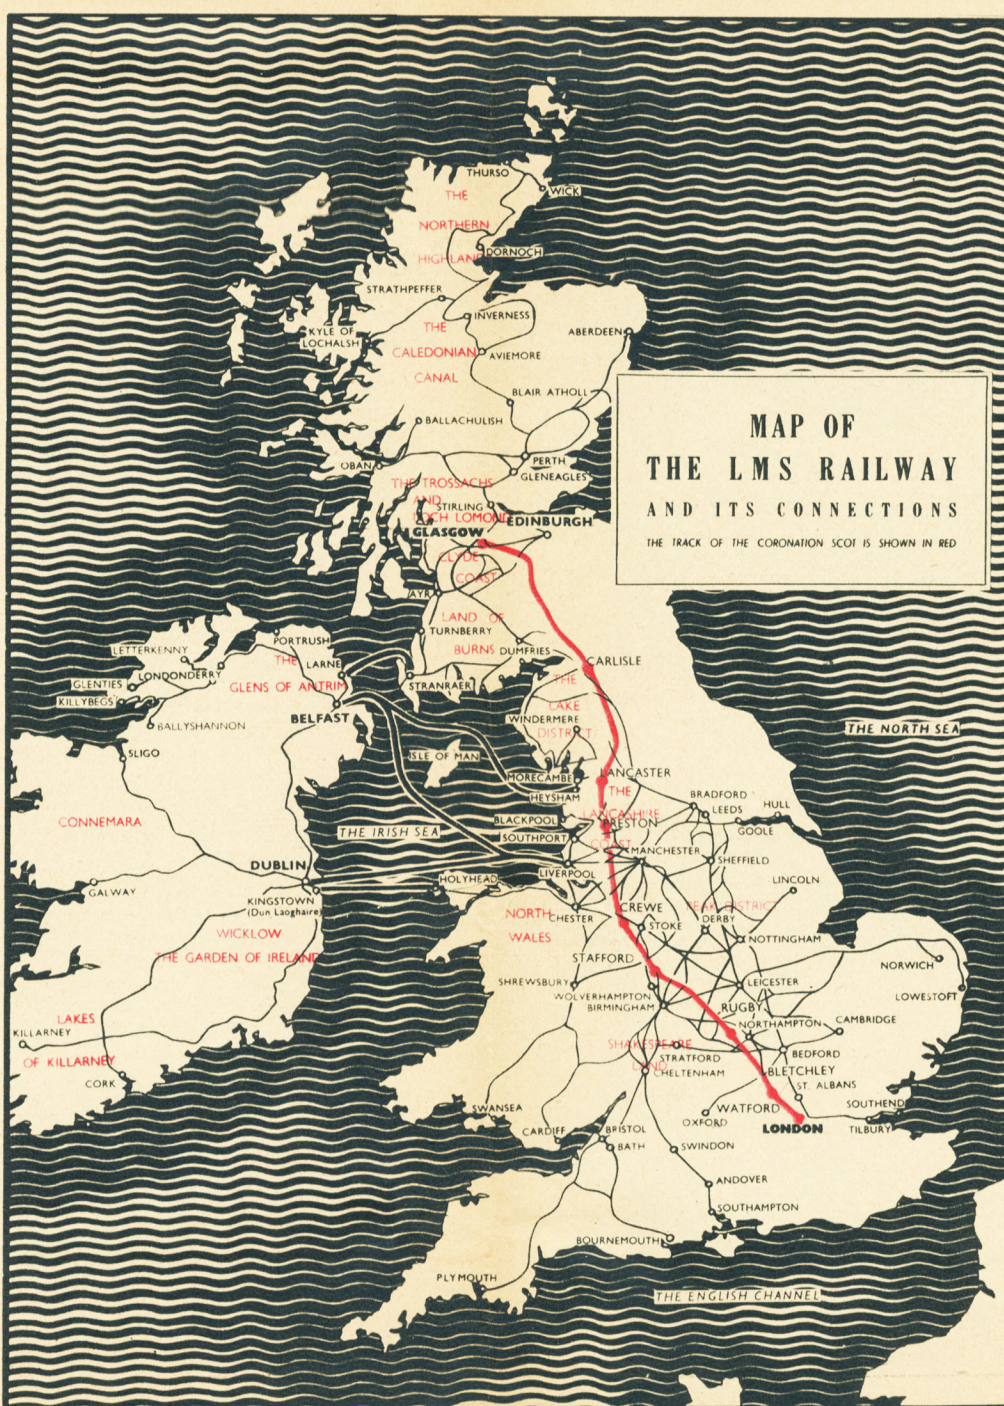 THURSO
WICK
THE
NORTHERN
DORNOCH
HIGHLAND
STRATHPEFFER
INVERNESS
KYLE OF
LOCHALSH
THE
ABERDEEN
CALEDONIAN
AVIEMORE
CANAL
BLAIR ATHOLL
BALLACHULISH
MAP OF
THE LMS RAILWAY
AND ITS CONNECTIONS
THE TRACK OF THE CORONATION SCOT IS SHOWN IN RED
OBAN
PERTH
GLENEAGLES
THE TROSSACHS
AND
STIRLING
LOCH LOMOND
EDINBURGH
GLASGOW
CLYDE
COAST
AYR
LAND OF
BURNS
TURNBERRY
DUMFRIES
PORTRUSH
LETTERKENNY
THE
LARNE
CARLISLE
LONDONDERRY
GLENTIES
GLENS OF ANTRIM
STRANRAER
THE
KILLYBEGS
LAKE
BELFAST
WINDERMERE
BALLYSHANNON
DISTRICT
THE NORTH SEA
SLIGO
ISLE OF MAN
LANCASTER
MORECAMBE
THE
HEYSHAM
BRADFORD
LEEDS
HULL
LANCASHIRE
CONNEMARA
BLACKPOOL
PRESTON
GOOLE
THE IRISH SEA
SOUTHPORT
COAST
MANCHESTER
SHEFFIELD
DUBLIN
LIVERPOOL
HOLYHEAD
LINCOLN
GALWAY
KINGSTOWN
(Dun Laoghaire)
NORTH
CHESTER
CREWE
PEAK DISTRICT
DERBY
STOKE
WICKLOW
WALES
NOTTINGHAM
THE GARDEN OF IRELAND
STAFFORD
NORWICH
SHREWSBURY
LEICESTER
WOLVERHAMPTON
LOWESTOFT
BIRMINGHAM
RUGBY
LAKES
NORTHAMPTON
CAMBRIDGE
KILLARNEY
SHAKESPEARE
OF KILLARNEY
STRATFORD
BEDFORD
LAND
CHELTENHAM
BLETCHLEY
CORK
ST. ALBANS
SWANSEA
WATFORD
SOUTHEND
OXFORD
CARDIFF
BRISTOL
LONDON
TILBURY
BATH
SWINDON
ANDOVER
SOUTHAMPTON
BOURNEMOUTH
PLYMOUTH
THE ENGLISH CHANNEL